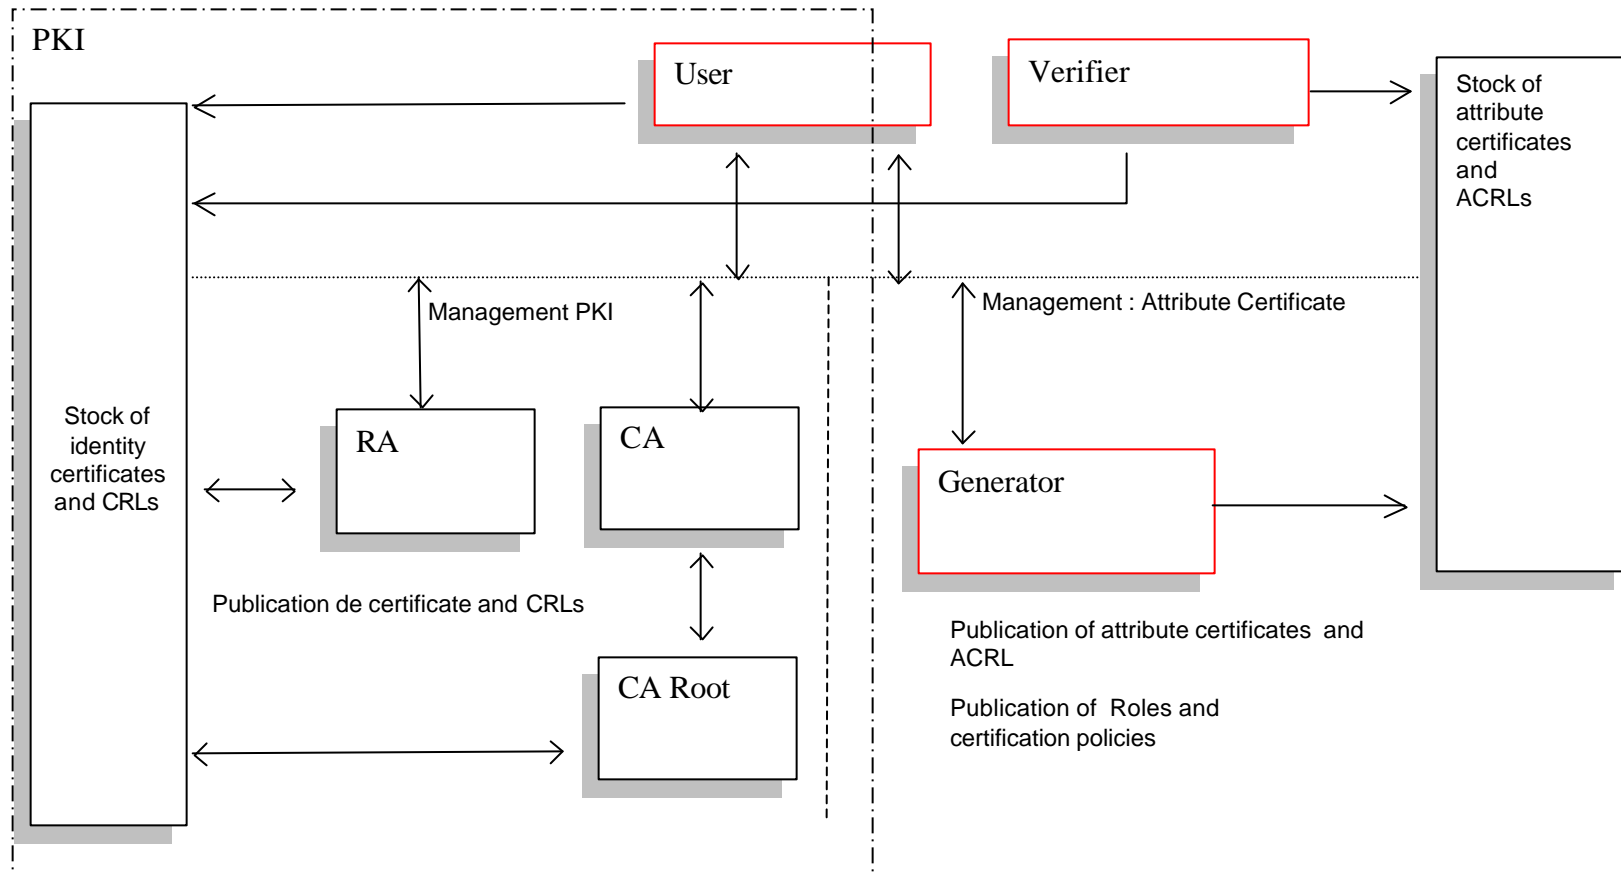 PKI
User
Verifier
Stock of
attribute
certificates
and
ACRLs
Management PKI
Management : Attribute Certificate
Stock of
identity
certificates
and CRLs
RA
CA
Generator
Publication de certificate and CRLs
Publication of attribute certificates and
ACRL
CA Root
Publication of Roles and
certification policies